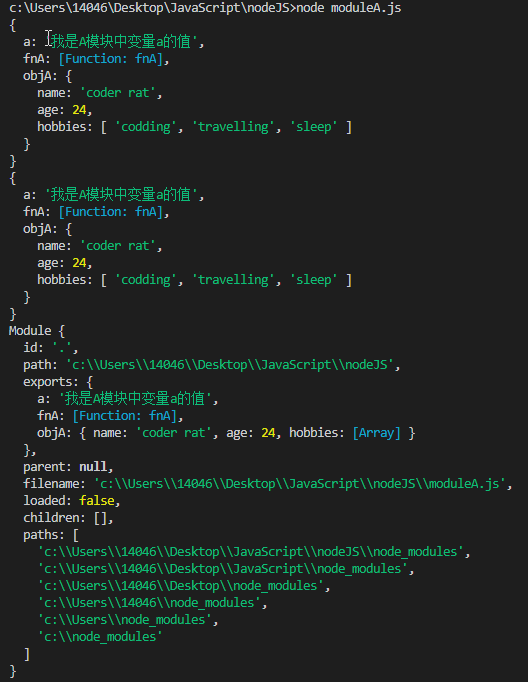 c:\Users\14046\Desktop\JavaScript\nodeJS>node moduleA.js
{
  a: '我是A模块中变量a的值',
  fnA: [Function: fnA],
  objA: {
    name: 'coder rat',
    age: 24,
    hobbies: [ 'codding', 'travelling', 'sleep' ]
  }
}
{
  a: '我是A模块中变量a的值',
  fnA: [Function: fnA],
  objA: {
    name: 'coder rat',
    age: 24,
    hobbies: [ 'codding', 'travelling', 'sleep' ]
  }
}
Module {
  id: '.',
  path: 'c:\\Users\\14046\\Desktop\\JavaScript\\nodeJS',
  exports: {
    a: '我是A模块中变量a的值',
    fnA: [Function: fnA],
    objA: { name: 'coder rat', age: 24, hobbies: [Array] }
  },
  parent: null,
  filename: 'c:\\Users\\14046\\Desktop\\JavaScript\\nodeJS\\moduleA.js',
  loaded: false,
  children: [],
  paths: [
    'c:\\Users\\14046\\Desktop\\JavaScript\\nodeJS\\node_modules',
    'c:\\Users\\14046\\Desktop\\JavaScript\\node_modules',
    'c:\\Users\\14046\\Desktop\\node_modules',
    'c:\\Users\\14046\\node_modules',
    'c:\\Users\\node_modules',
    'c:\\node_modules'
  ]
}